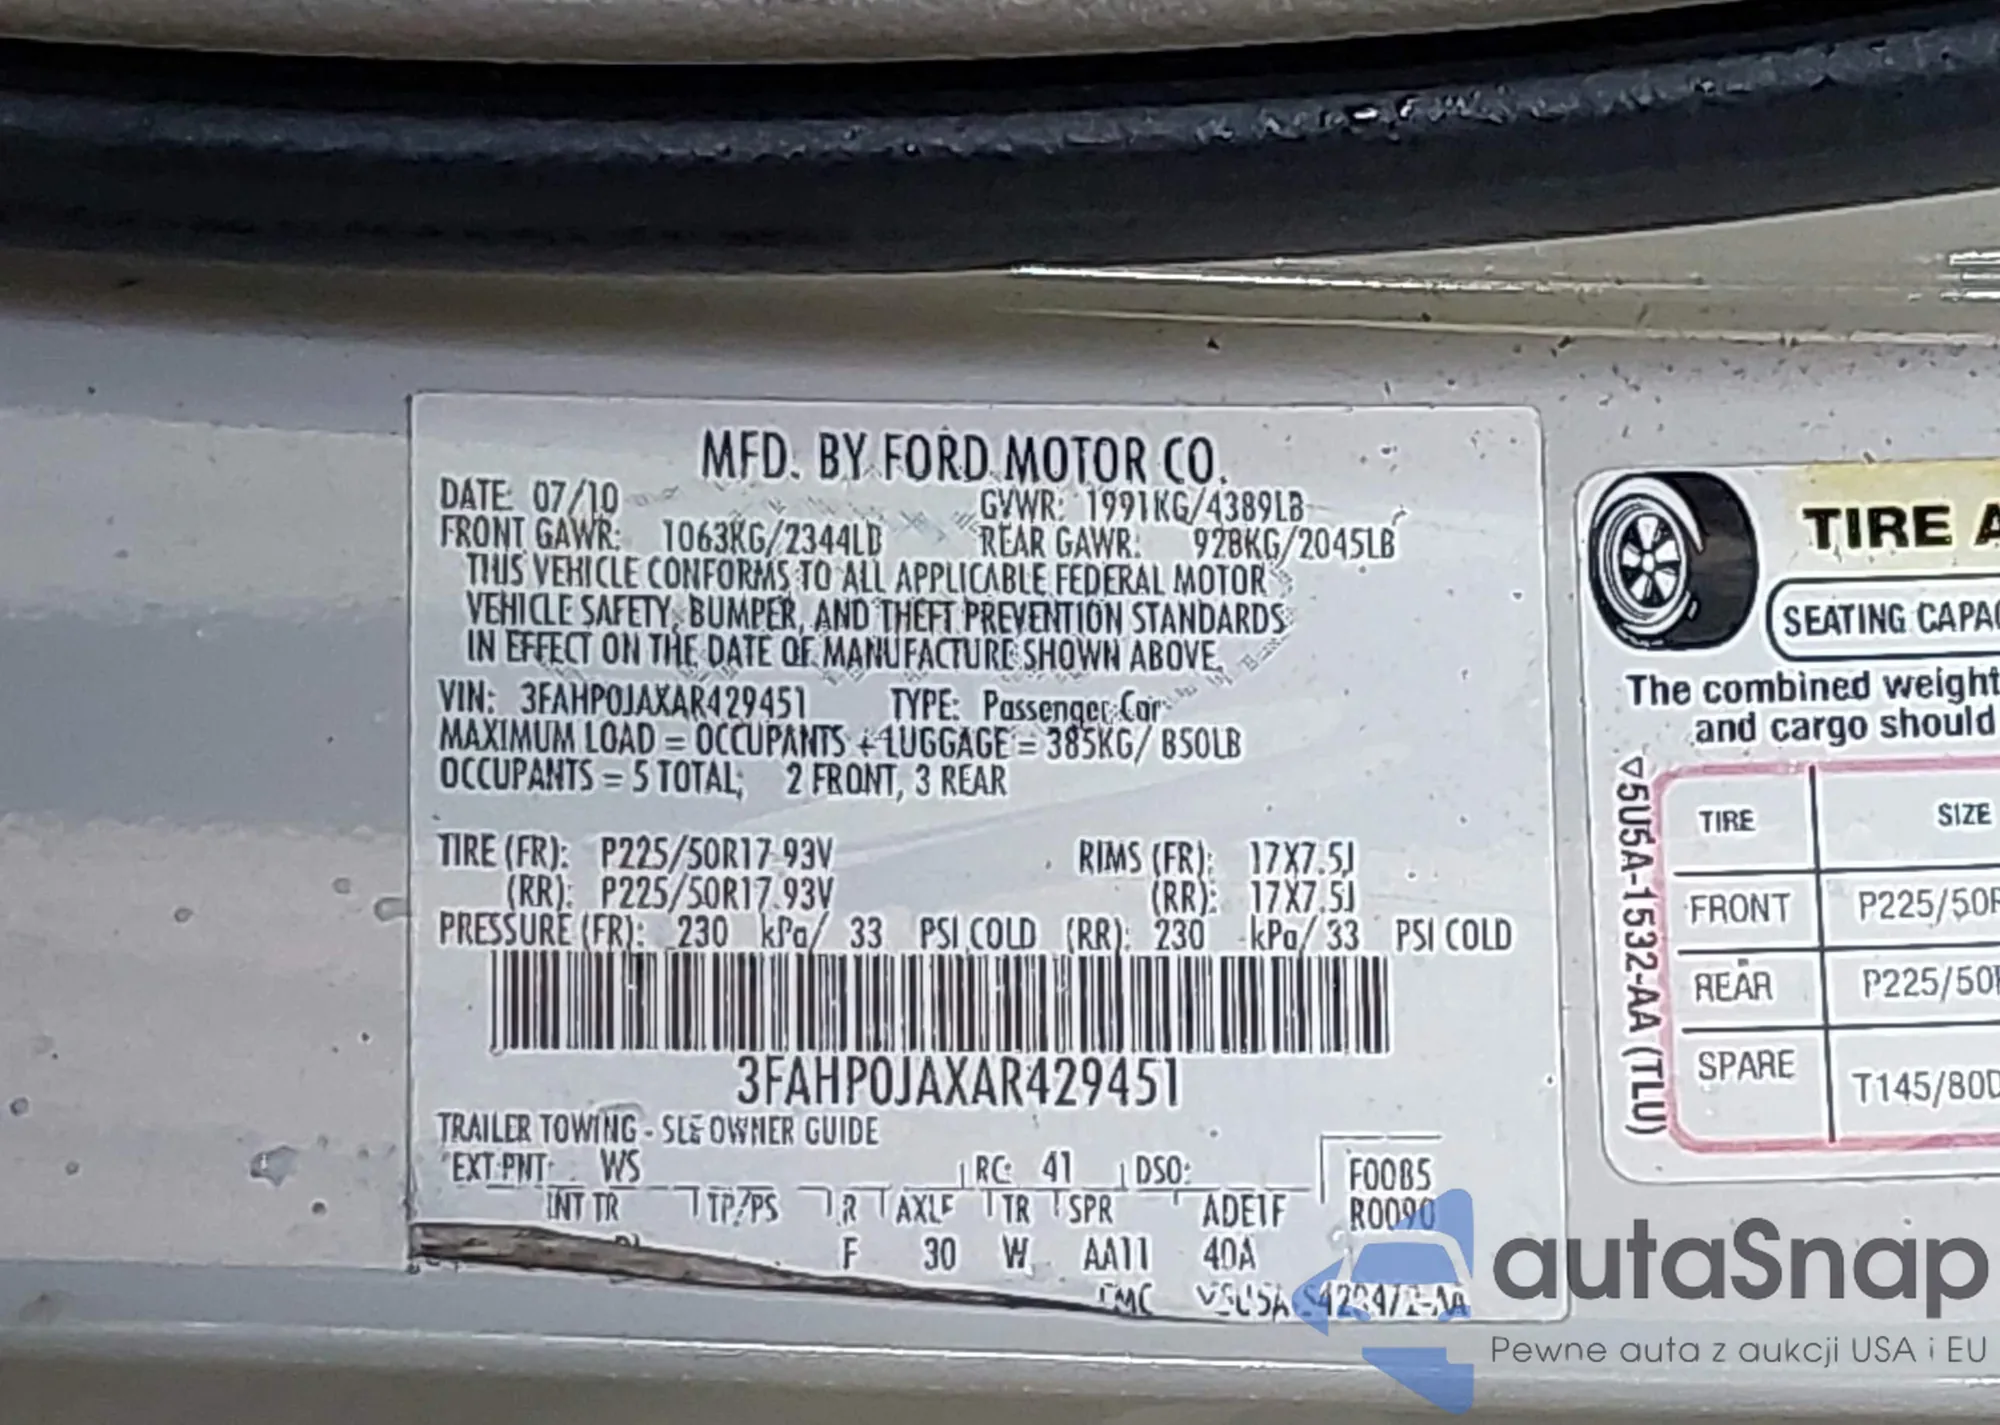 MFD. BY FORD MOTOR CO.
DATE: 07/10 GVWR: 1991KG/4389LB
FRONT GAWR: 1063KG/2344LB REAR GAWR: 928KG/2045LB
THIS VEHICLE CONFORMS TO ALL APPLICABLE FEDERAL MOTOR
VEHICLE SAFETY, BUMPER, AND THEFT PREVENTION STANDARDS
IN EFFECT ON THE DATE OF MANUFACTURE SHOWN ABOVE.
VIN: 3FAHP0JAXAR429451 TYPE: Passenger Car
MAXIMUM LOAD = OCCUPANTS + LUGGAGE = 385KG/ 850LB
OCCUPANTS = 5 TOTAL; 2 FRONT, 3 REAR
TIRE (FR): P225/50R17 93V RIMS (FR): 17X7.5J
(RR): P225/50R17 93V (RR): 17X7.5J
PRESSURE (FR): 230 kPa/ 33 PSI COLD (RR): 230 kPa/ 33 PSI COLD
3FAHP0JAXAR429451
TRAILER TOWING - SEE OWNER GUIDE
EXT PNT: WS RC: 41 DSO: F0085
INT TR TP/PS R AXLE TR SPR R0090
F 30 W AA11 40A
TIRE A
SEATING CAPAC
The combined weight
and cargo should
▽5U5A-1532-AA (TLU)
TIRE SIZE
FRONT P225/50R
REAR P225/50
SPARE T145/80D
autaSnap
Pewne auta z aukcji USA i EU